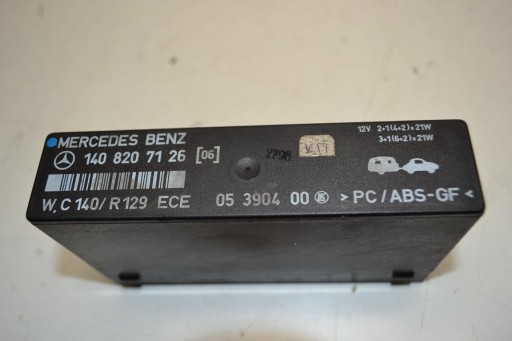 MERCEDES BENZ
140 820 71 26 [06]
W, C 140/R 129 ECE
05 3904 00
> PC/ABS-GF <
12V 2+1(4+2)×21W
3+1(6+2)×21W